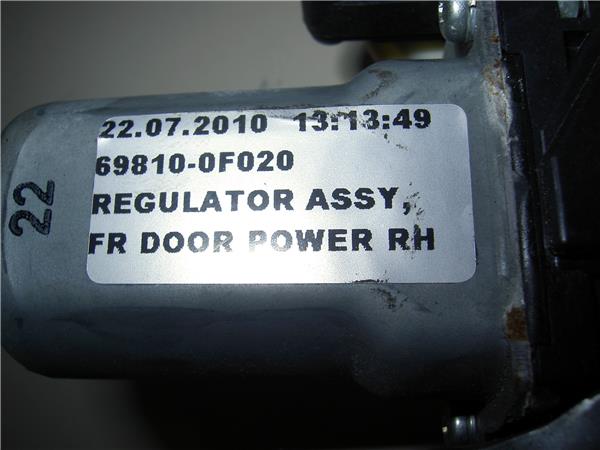 22.07.2010 13:13:49
69810-0F020
REGULATOR ASSY,
FR DOOR POWER RH
22